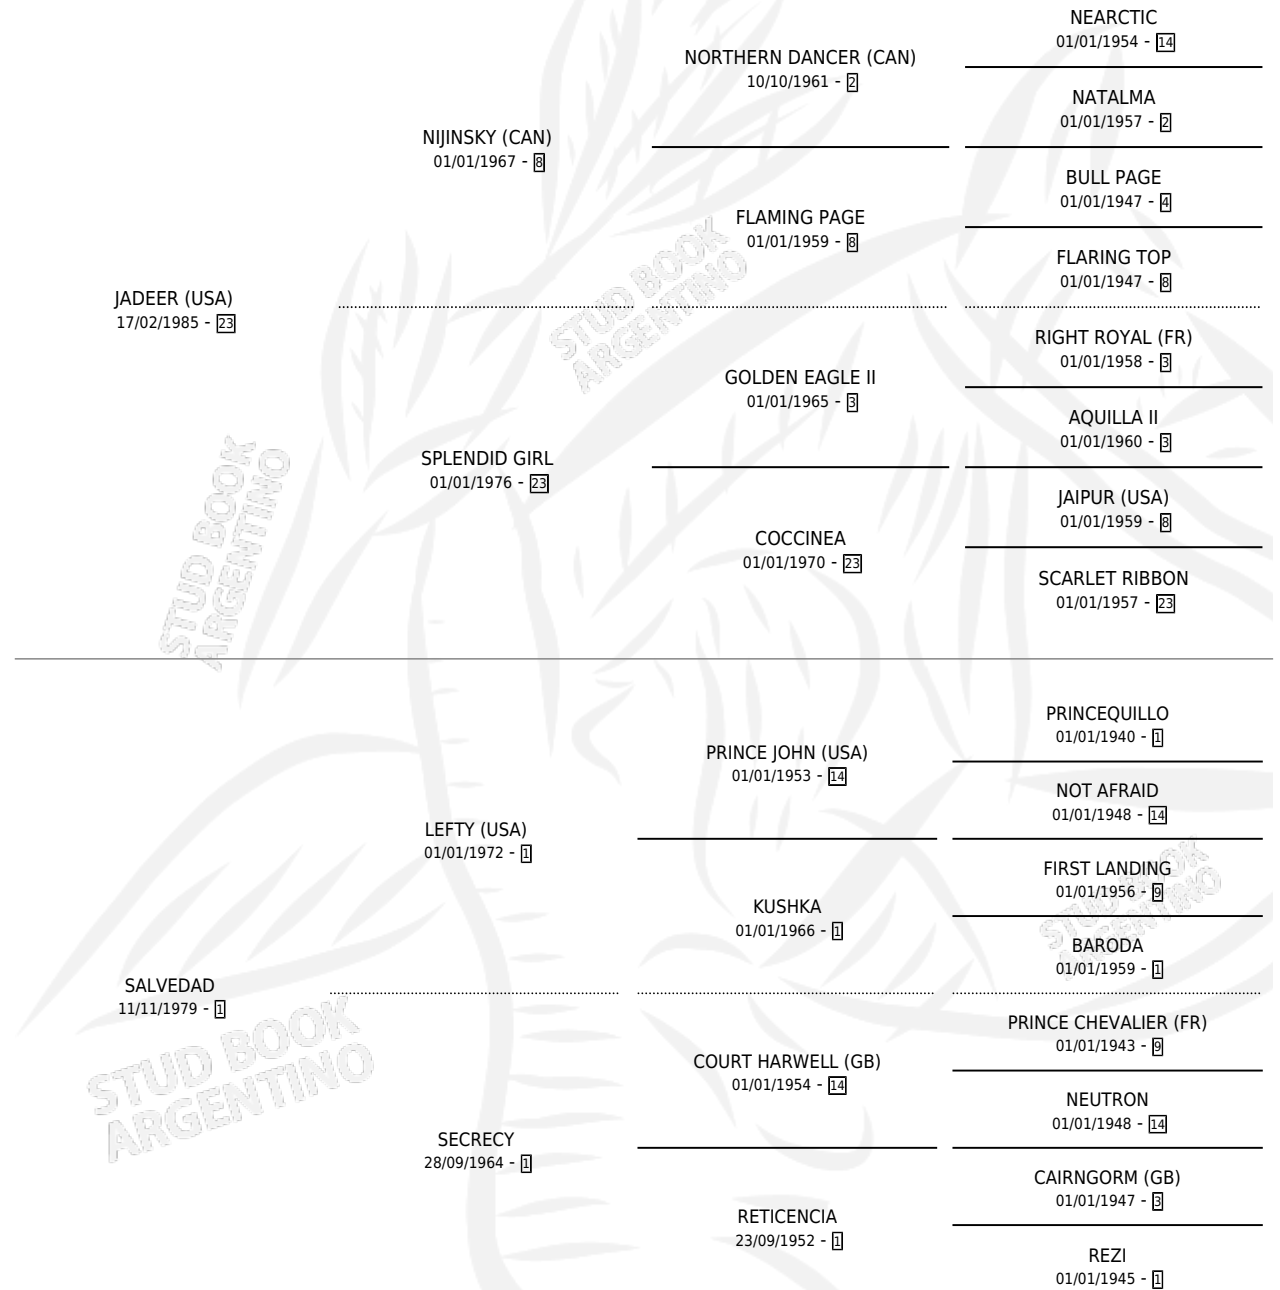 NEARCTIC
01/01/1954 - 14
NORTHERN DANCER (CAN)
10/10/1961 - 2
NATALMA
01/01/1957 - 2
NIJINSKY (CAN)
01/01/1967 - 8
BULL PAGE
01/01/1947 - 4
FLAMING PAGE
01/01/1959 - 8
FLARING TOP
01/01/1947 - 8
JADEER (USA)
17/02/1985 - 23
RIGHT ROYAL (FR)
01/01/1958 - 3
GOLDEN EAGLE II
01/01/1965 - 3
AQUILLA II
01/01/1960 - 3
SPLENDID GIRL
01/01/1976 - 23
JAIPUR (USA)
01/01/1959 - 8
COCCINEA
01/01/1970 - 23
SCARLET RIBBON
01/01/1957 - 23
STUD BOOK
ARGENTINO
STUD BOOK
ARGENTINO
PRINCEQUILLO
01/01/1940 - 1
PRINCE JOHN (USA)
01/01/1953 - 14
NOT AFRAID
01/01/1948 - 14
LEFTY (USA)
01/01/1972 - 1
FIRST LANDING
01/01/1956 - 9
KUSHKA
01/01/1966 - 1
BARODA
01/01/1959 - 1
SALVEDAD
11/11/1979 - 1
PRINCE CHEVALIER (FR)
01/01/1943 - 9
COURT HARWELL (GB)
01/01/1954 - 14
NEUTRON
01/01/1948 - 14
SECRECY
28/09/1964 - 1
CAIRNGORM (GB)
01/01/1947 - 3
RETICENCIA
23/09/1952 - 1
REZI
01/01/1945 - 1
STUD BOOK
ARGENTINO
STUD BOOK
ARGENTINO